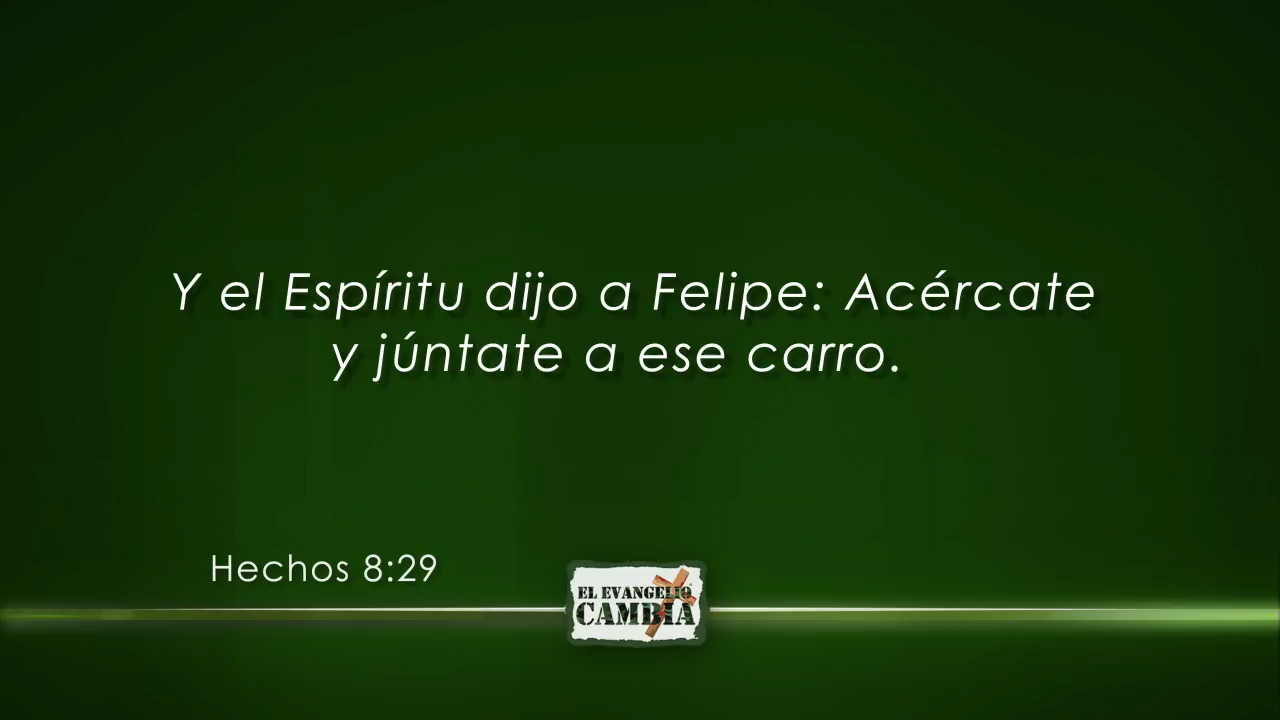 Y el Espíritu dijo a Felipe: Acércate
y júntate a ese carro.
Hechos 8:29
EL EVANGELIO
CAMBIA